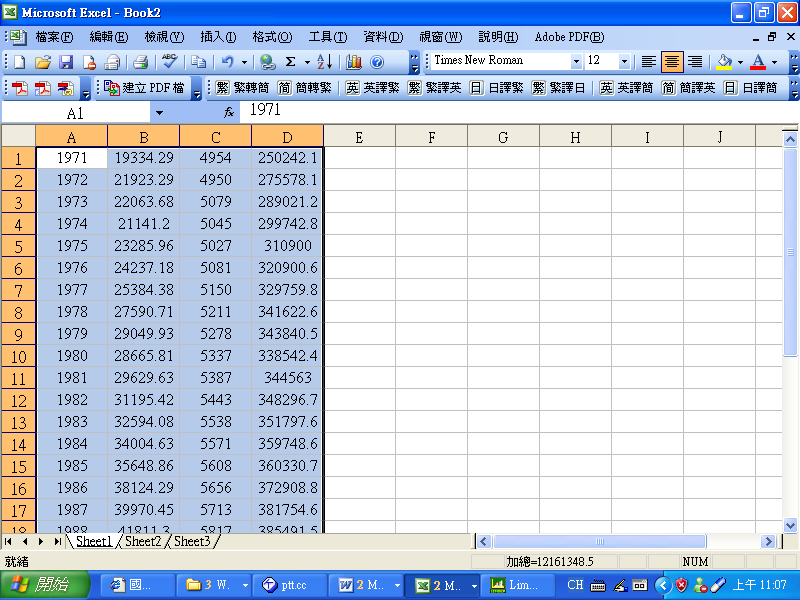 Microsoft Excel - Book2
檔案(F) 編輯(E) 檢視(V) 插入(I) 格式(O) 工具(T) 資料(D) 視窗(W) 說明(H) Adobe PDF(B)
Times New Roman 12
建立 PDF 檔 繁 繁轉簡 簡 簡轉繁 英 英譯繁 繁 繁譯英 日 日譯繁 繁 繁譯日 英 英譯簡 簡 簡譯英 日 日譯簡
A1 fx 1971
A B C D E F G H I J
1 1971 19334.29 4954 250242.1
2 1972 21923.29 4950 275578.1
3 1973 22063.68 5079 289021.2
4 1974 21141.2 5045 299742.8
5 1975 23285.96 5027 310900
6 1976 24237.18 5081 320900.6
7 1977 25384.38 5150 329759.8
8 1978 27590.71 5211 341622.6
9 1979 29049.93 5278 343840.5
10 1980 28665.81 5337 338542.4
11 1981 29629.63 5387 344563
12 1982 31195.42 5443 348296.7
13 1983 32594.08 5538 351797.6
14 1984 34004.63 5571 359748.6
15 1985 35648.86 5608 360330.7
16 1986 38124.29 5656 372908.8
17 1987 39970.45 5713 381754.6
18 1988 41811.3 5817 385491.5
Sheet1 Sheet2 Sheet3
就緒 加總=12161348.5 NUM
開始 國... 3 W... ptt.cc 2 M... 2 M... Lim... CH 上午 11:07